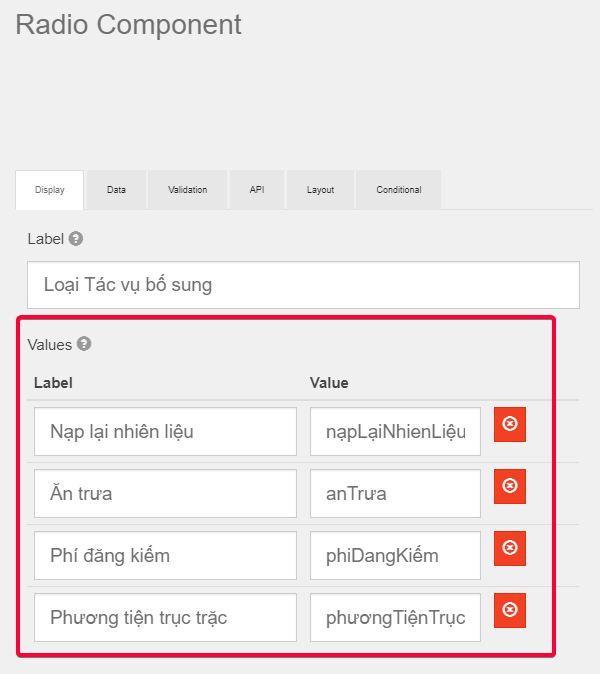 Radio Component
Display Data Validation API Layout Conditional
Label
Loại Tác vụ bổ sung
Values
Label Value
Nạp lại nhiên liệu nạpLạiNhienLiệu
Ăn trưa anTrưa
Phí đăng kiểm phiDangKiểm
Phương tiện trục trặc phươngTiệnTrục